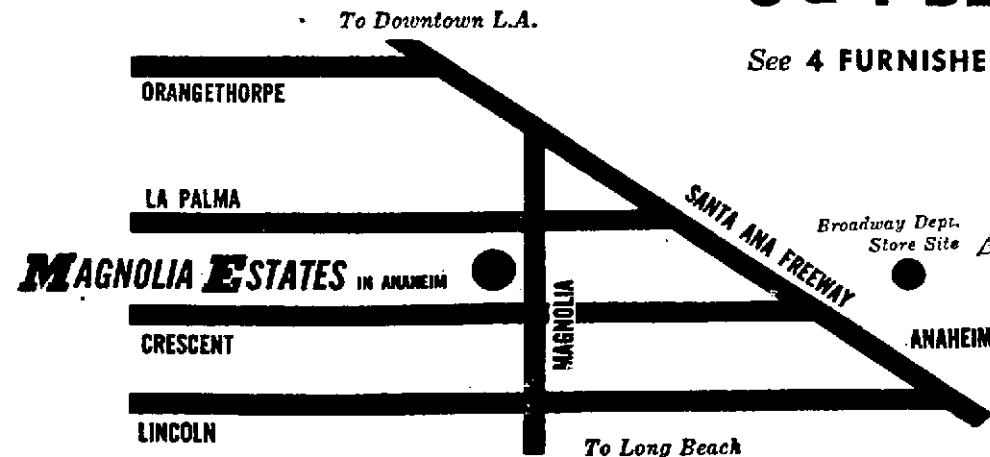 To Downtown L.A.
See 4 FURNISHE
ORANGETHORPE
LA PALMA
SANTA ANA FREEWAY
Broadway Dept.
Store Site
MAGNOLIA ESTATES IN ANAHEIM
MAGNOLIA
CRESCENT
ANAHEIM
LINCOLN
To Long Beach